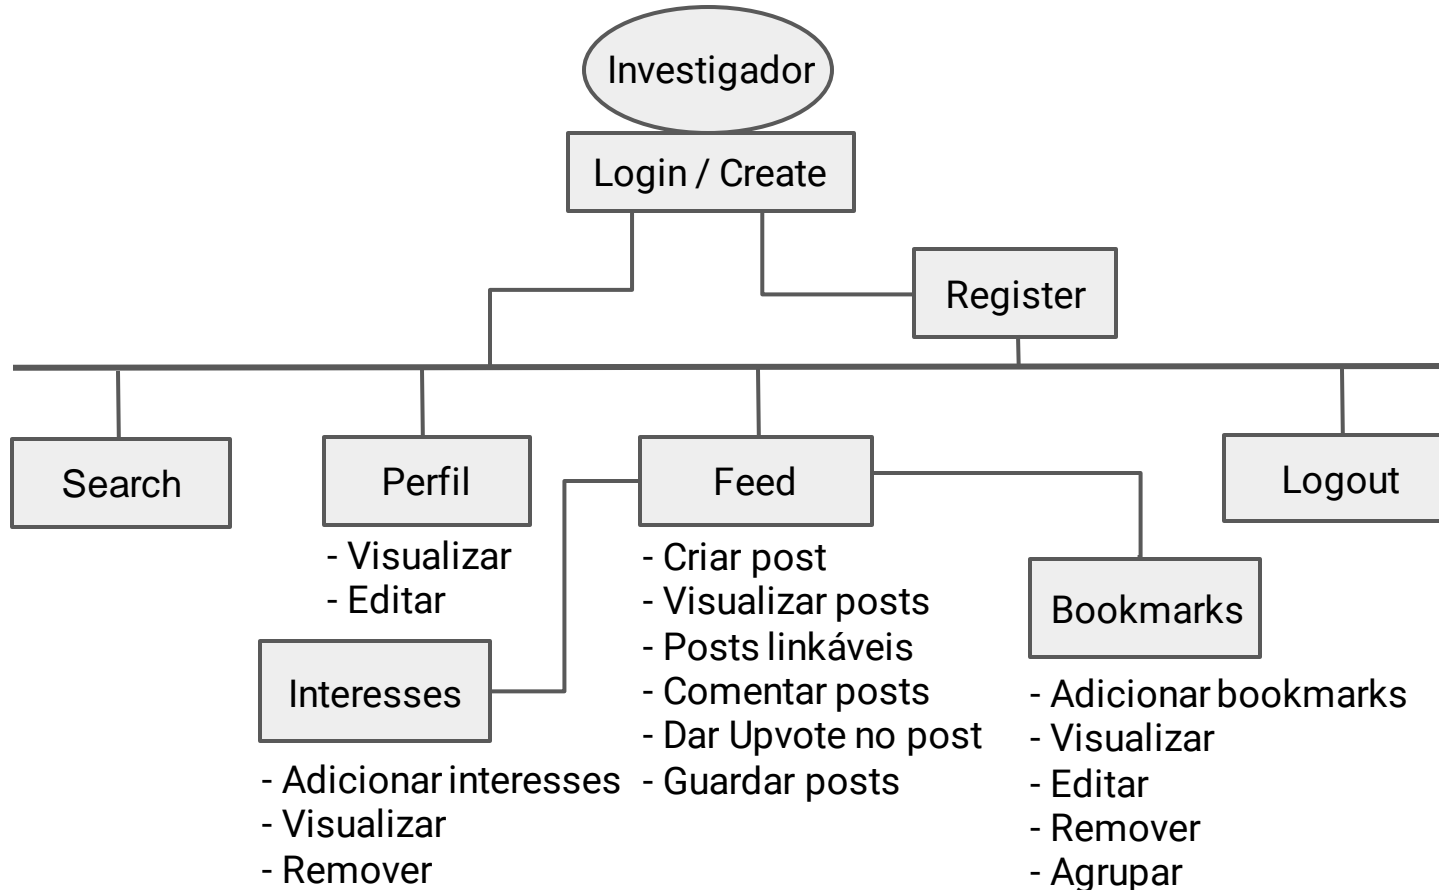 Investigador
Login / Create
Register
Search
Perfil
Feed
Logout
- Visualizar
- Editar
- Criar post
- Visualizar posts
- Posts linkáveis
- Comentar posts
- Dar Upvote no post
- Guardar posts
Bookmarks
- Adicionar bookmarks
- Visualizar
- Editar
- Remover
- Agrupar
Interesses
- Adicionar interesses
- Visualizar
- Remover